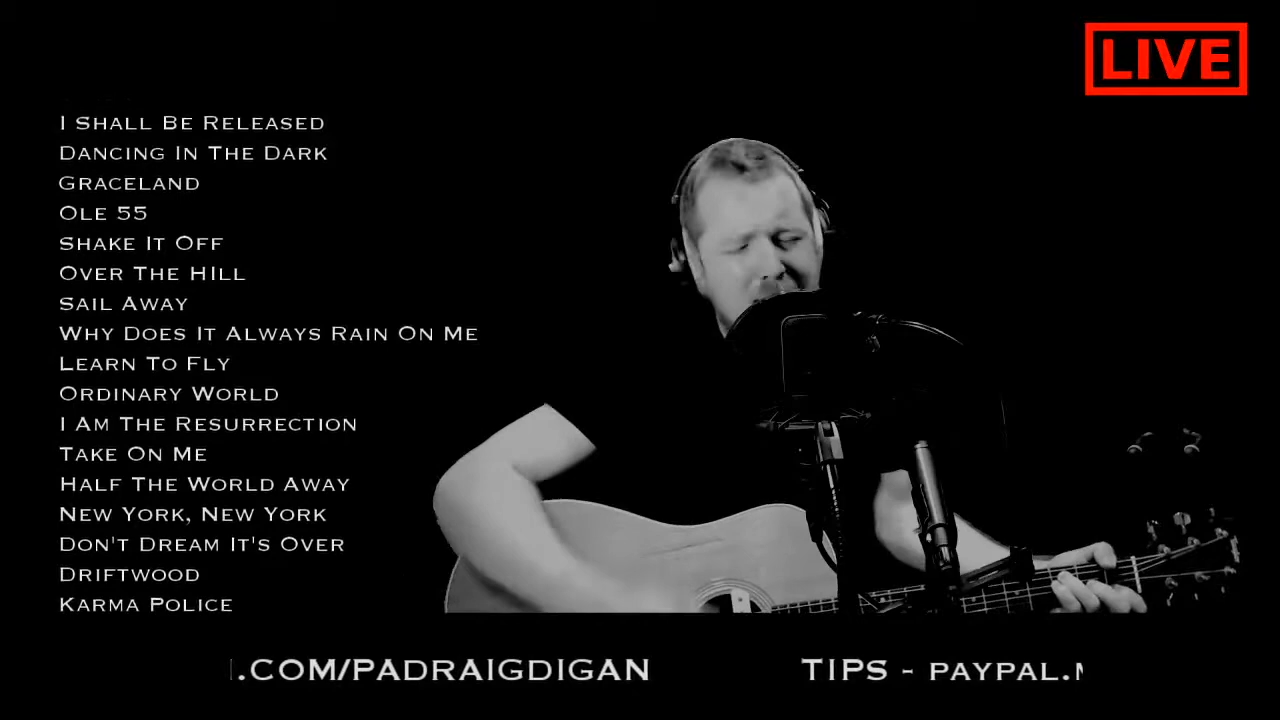 LIVE
I SHALL BE RELEASED
DANCING IN THE DARK
GRACELAND
OLE 55
SHAKE IT OFF
OVER THE HILL
SAIL AWAY
WHY DOES IT ALWAYS RAIN ON ME
LEARN TO FLY
ORDINARY WORLD
I AM THE RESURRECTION
TAKE ON ME
HALF THE WORLD AWAY
NEW YORK, NEW YORK
DON'T DREAM IT'S OVER
DRIFTWOOD
KARMA POLICE
.COM/PADRAIGDIGAN TIPS - PAYPAL.